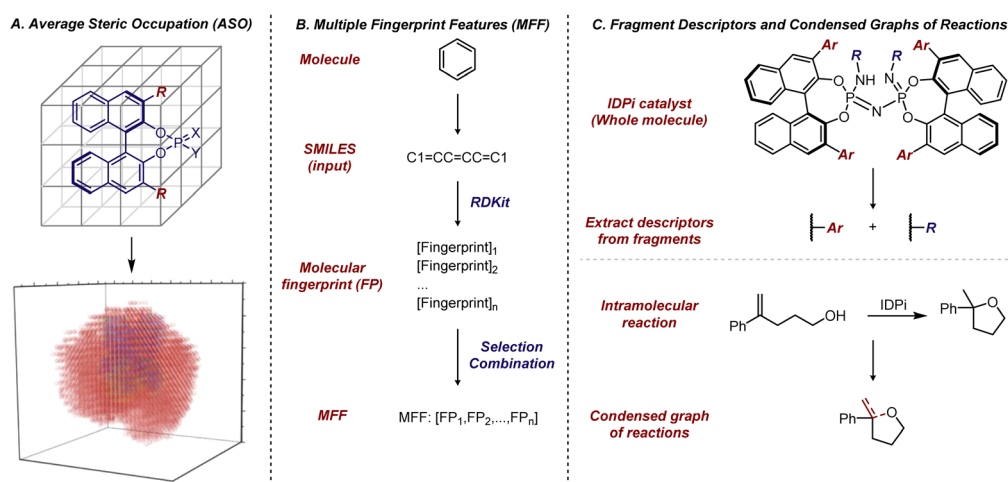 A. Average Steric Occupation (ASO)
R
O
O
P
X
Y
R
B. Multiple Fingerprint Features (MFF)
Molecule
SMILES
(input)
C1=CC=CC=C1
RDKit
Molecular
fingerprint (FP)
[Fingerprint]1
[Fingerprint]2
...
[Fingerprint]n
Selection
Combination
MFF
MFF: [FP1,FP2,...,FPn]
C. Fragment Descriptors and Condensed Graphs of Reactions
IDPi catalyst
(Whole molecule)
Ar
R
R
Ar
O
NH
N
O
P
P
O
N
O
Ar
Ar
Extract descriptors
from fragments
Ar
+
R
Intramolecular
reaction
Ph
OH
IDPi
Ph
O
Condensed graph
of reactions
Ph
O